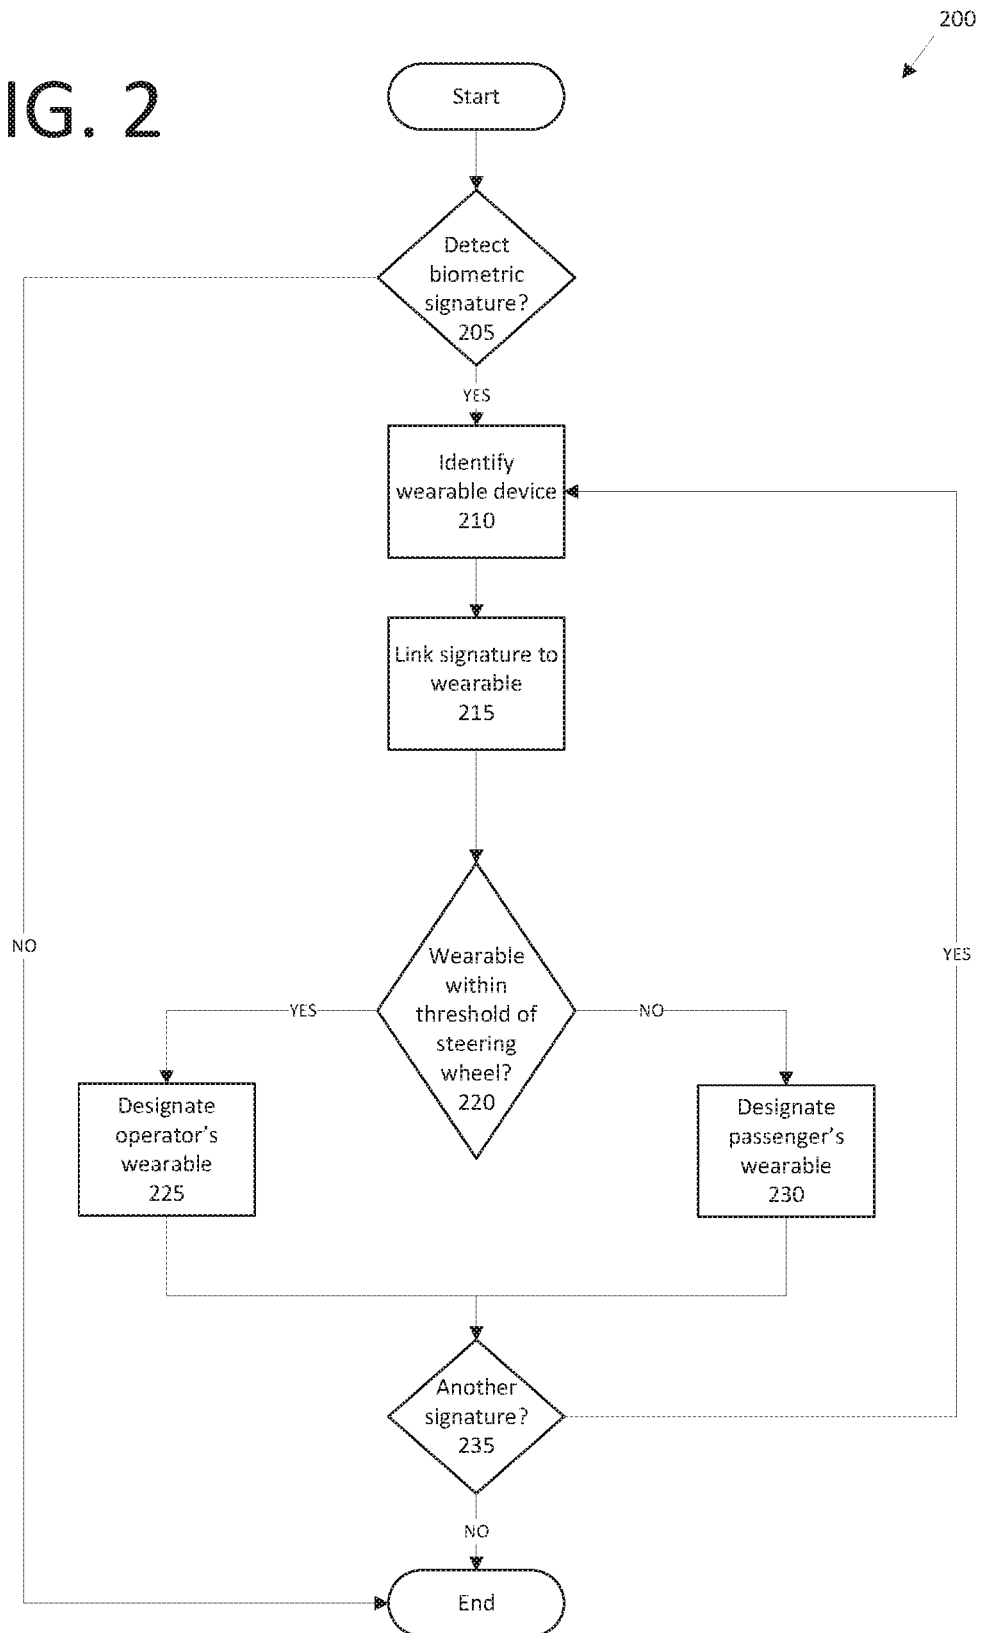 200
IG. 2
Start
Detect
biometric
signature?
205
YES
Identify
wearable device
210
Link signature to
wearable
215
NO
YES
Wearable
within
threshold of
steering
wheel?
220
YES
NO
Designate
operator's
wearable
225
Designate
passenger's
wearable
230
Another
signature?
235
NO
End